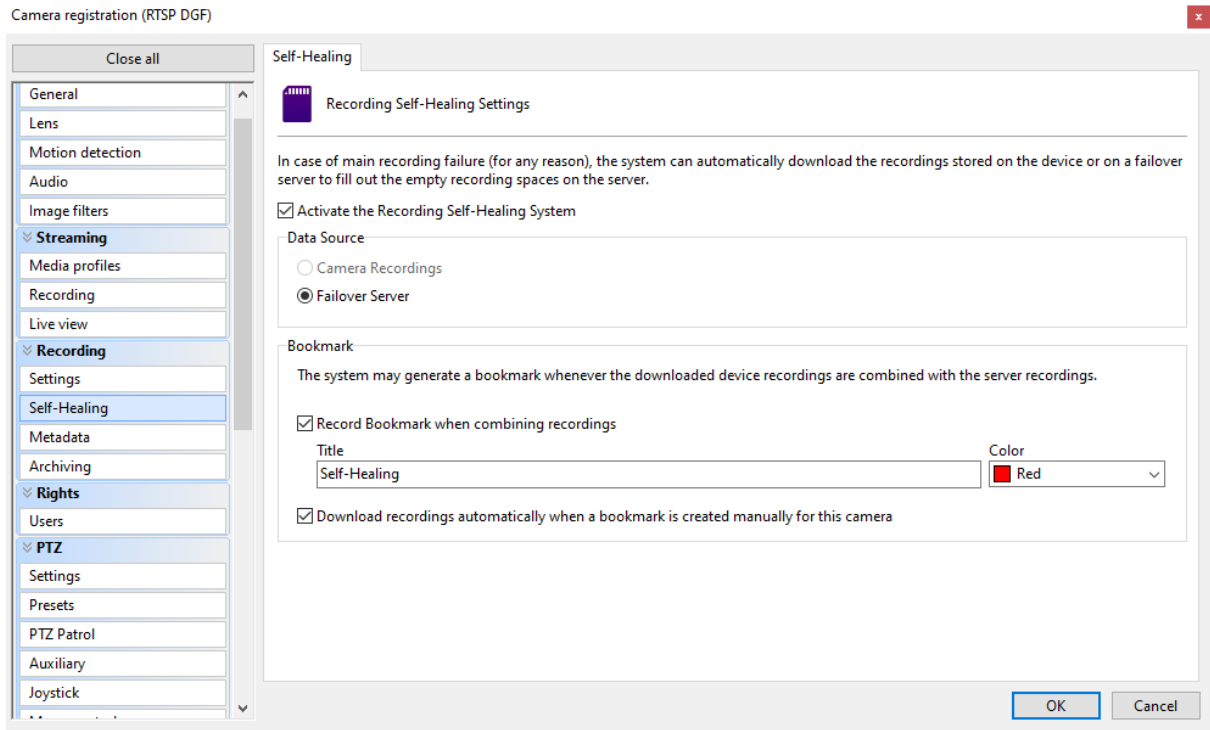 Camera registration (RTSP DGF)
x
Close all
General
Lens
Motion detection
Audio
Image filters
Streaming
Media profiles
Recording
Live view
Recording
Settings
Self-Healing
Metadata
Archiving
Rights
Users
PTZ
Settings
Presets
PTZ Patrol
Auxiliary
Joystick
Self-Healing
Recording Self-Healing Settings
In case of main recording failure (for any reason), the system can automatically download the recordings stored on the device or on a failover
server to fill out the empty recording spaces on the server.
Activate the Recording Self-Healing System
Data Source
Camera Recordings
Failover Server
Bookmark
The system may generate a bookmark whenever the downloaded device recordings are combined with the server recordings.
Record Bookmark when combining recordings
Title Color
Self-Healing Red
Download recordings automatically when a bookmark is created manually for this camera
OK Cancel